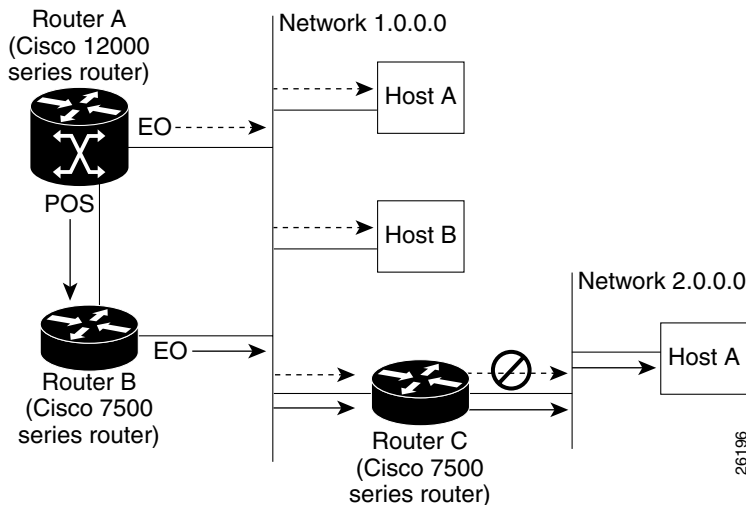 Router A
(Cisco 12000
series router)
Network 1.0.0.0
Host A
EO
POS
Host B
Network 2.0.0.0
EO
Host A
Router B
(Cisco 7500
series router)
Router C
(Cisco 7500
series router)
26196